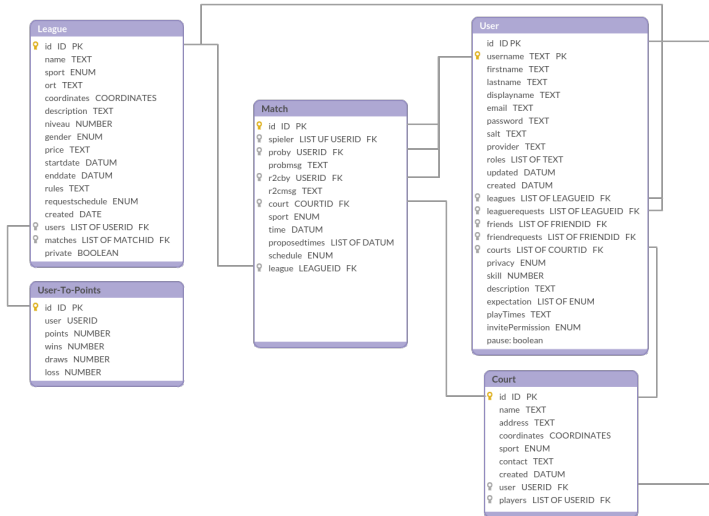 League
id ID PK
name TEXT
sport ENUM
ort TEXT
coordinates COORDINATES
description TEXT
niveau NUMBER
gender ENUM
price TEXT
startdate DATUM
enddate DATUM
rules TEXT
requestschedule ENUM
created DATE
users LIST OF USERID FK
matches LIST OF MATCHID FK
private BOOLEAN
User-To-Points
id ID PK
user USERID
points NUMBER
wins NUMBER
draws NUMBER
loss NUMBER
Match
id ID PK
spieler LIST UF USERID FK
proby USERID FK
probmsg TEXT
r2cby USERID FK
r2cmsg TEXT
court COURTID FK
sport ENUM
time DATUM
proposedtimes LIST OF DATUM
schedule ENUM
league LEAGUEID FK
User
id ID PK
username TEXT PK
firstname TEXT
lastname TEXT
displayname TEXT
email TEXT
password TEXT
salt TEXT
provider TEXT
roles LIST OF TEXT
updated DATUM
created DATUM
leagues LIST OF LEAGUEID FK
leaguerequests LIST OF LEAGUEID FK
friends LIST OF FRIENDID FK
friendrequests LIST OF FRIENDID FK
courts LIST OF COURTID FK
privacy ENUM
skill NUMBER
description TEXT
expectation LIST OF ENUM
playTimes TEXT
invitePermission ENUM
pause: boolean
Court
id ID PK
name TEXT
address TEXT
coordinates COORDINATES
sport ENUM
contact TEXT
created DATUM
user USERID FK
players LIST OF USERID FK